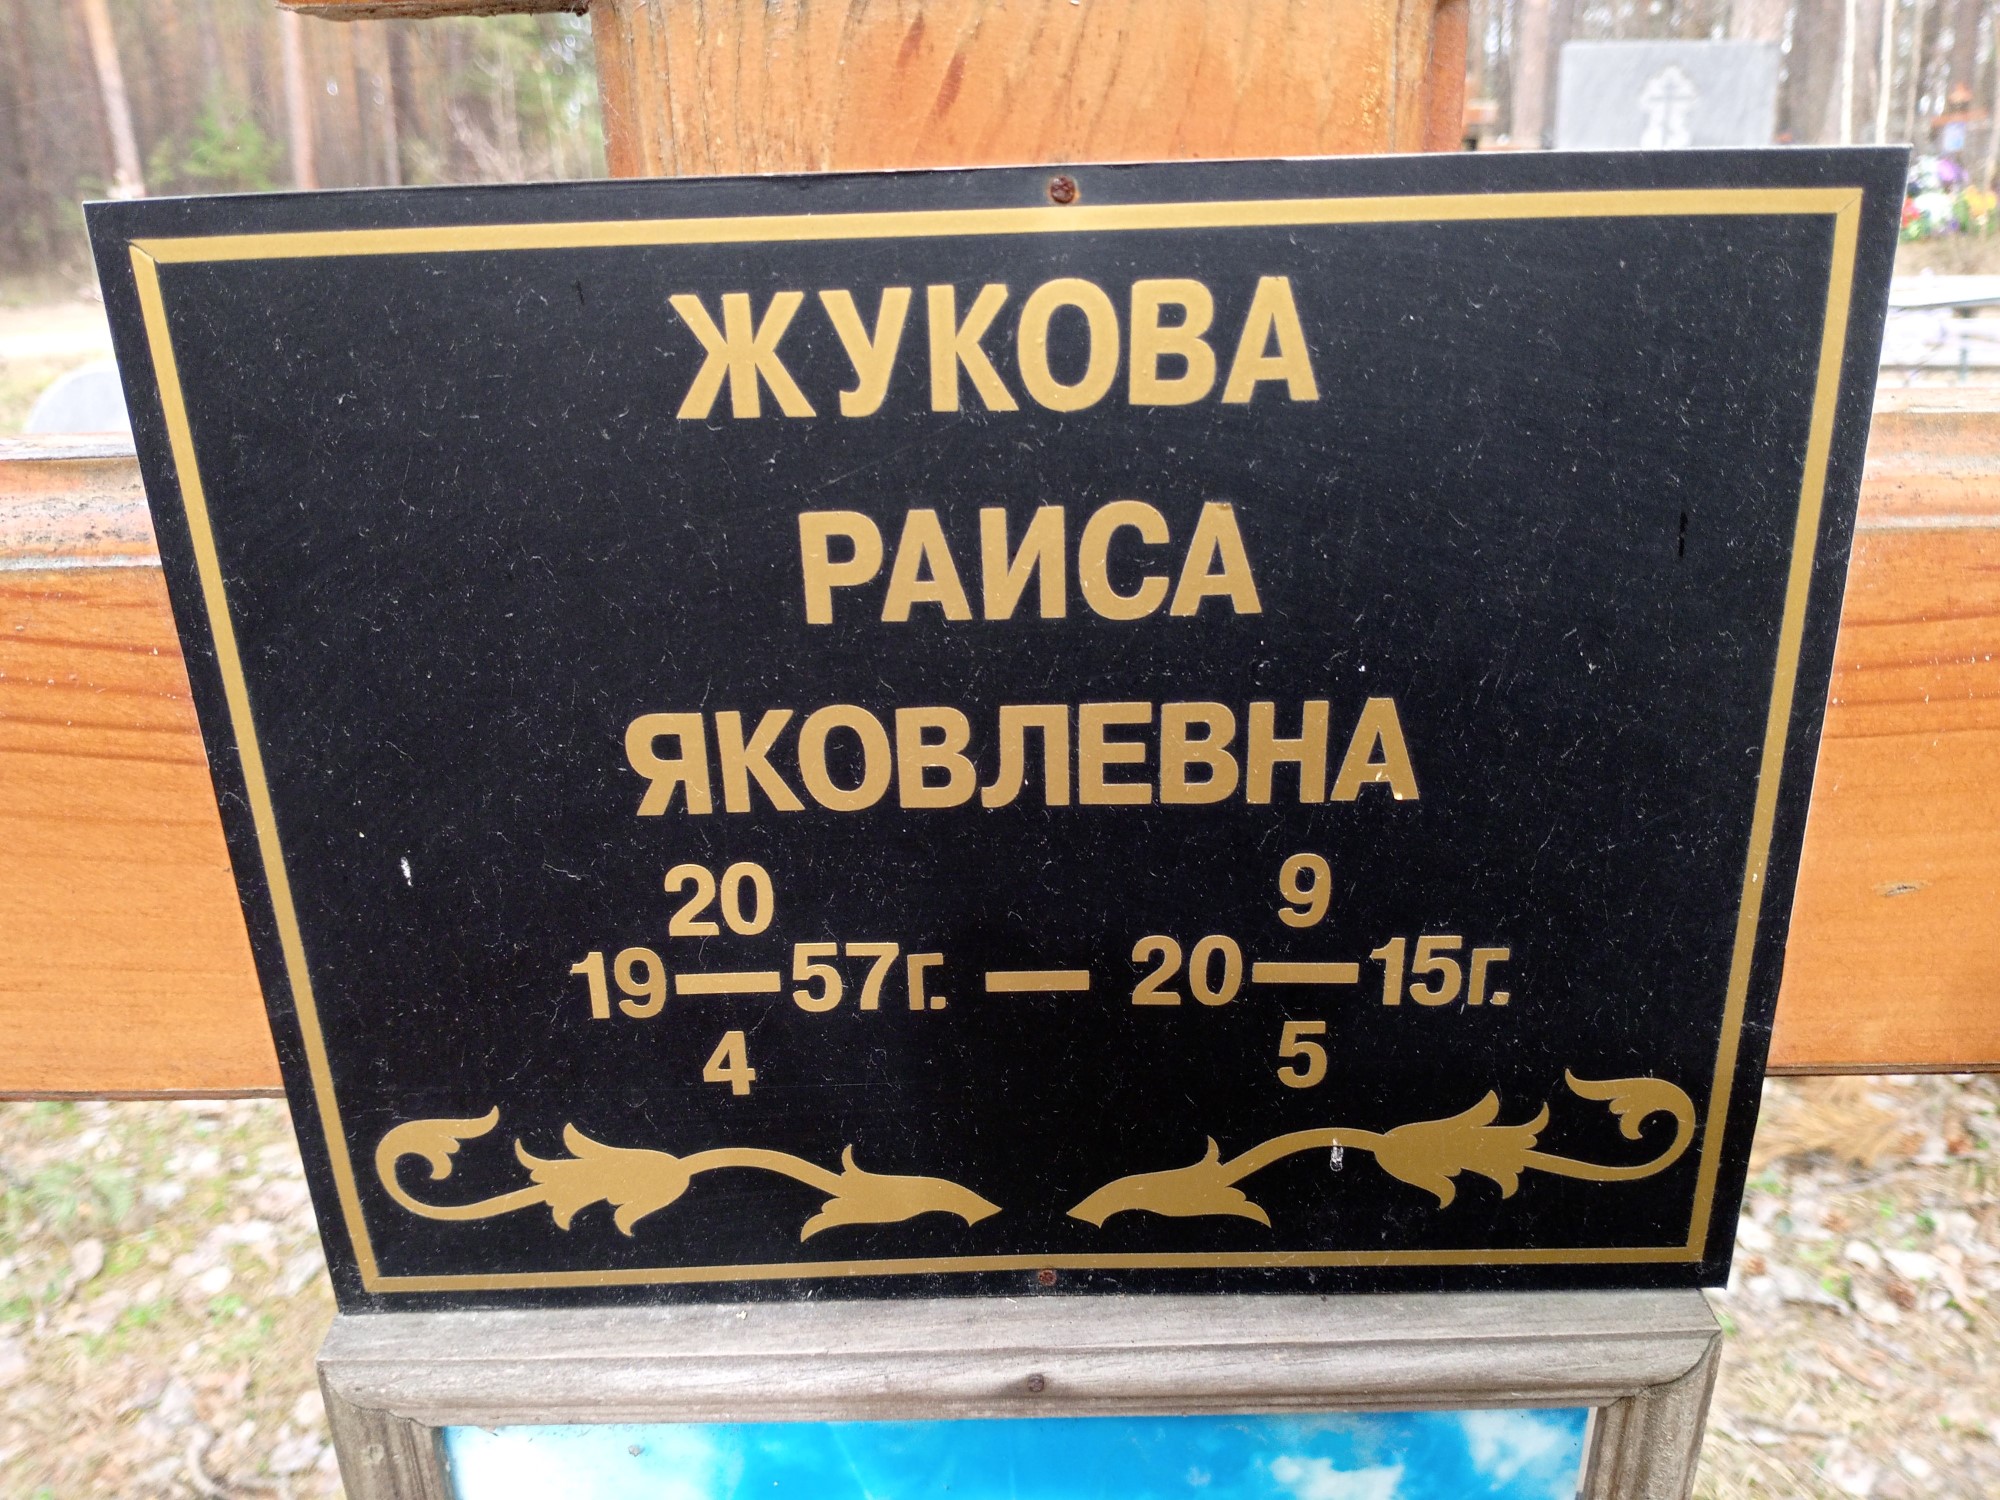 ЖУКОВА
РАИСА
ЯКОВЛЕВНА
20 9
19—57г. — 20—15г.
4 5